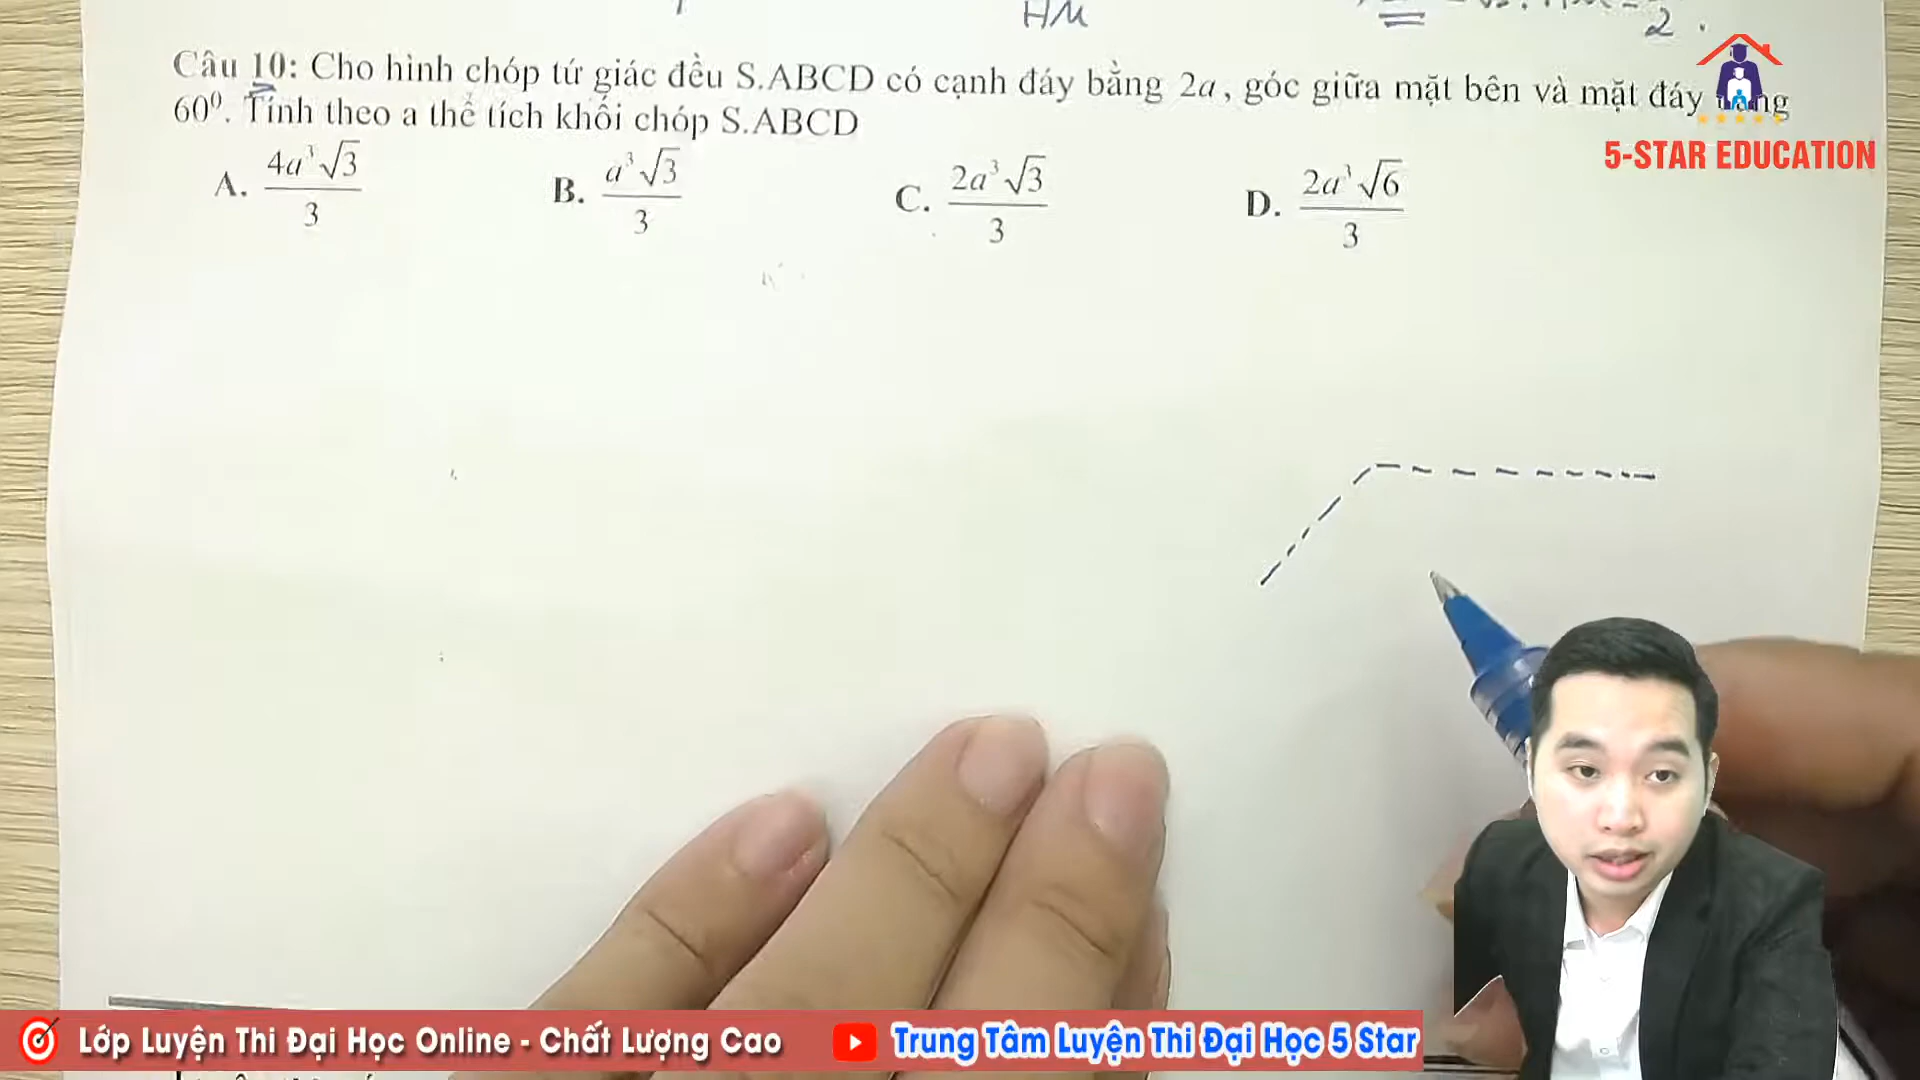 HM
2 .
Câu 10: Cho hình chóp tứ giác đều S.ABCD có cạnh đáy bằng 2a, góc giữa mặt bên và mặt đáy
60⁰. Tính theo a thể tích khối chóp S.ABCD
A. 4a³√3 / 3 B. a³√3 / 3 C. 2a³√3 / 3 D. 2a³√6 / 3
5-STAR EDUCATION
Lớp Luyện Thi Đại Học Online - Chất Lượng Cao
Trung Tâm Luyện Thi Đại Học 5 Star